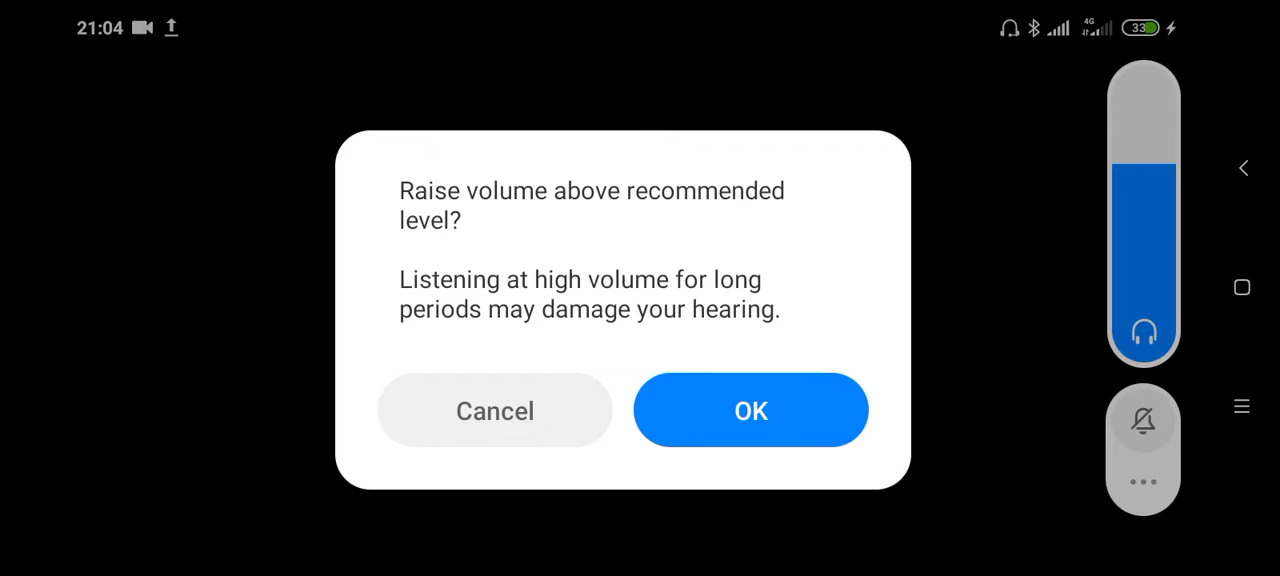 21:04
4G
33
Raise volume above recommended
level?
Listening at high volume for long
periods may damage your hearing.
Cancel
OK